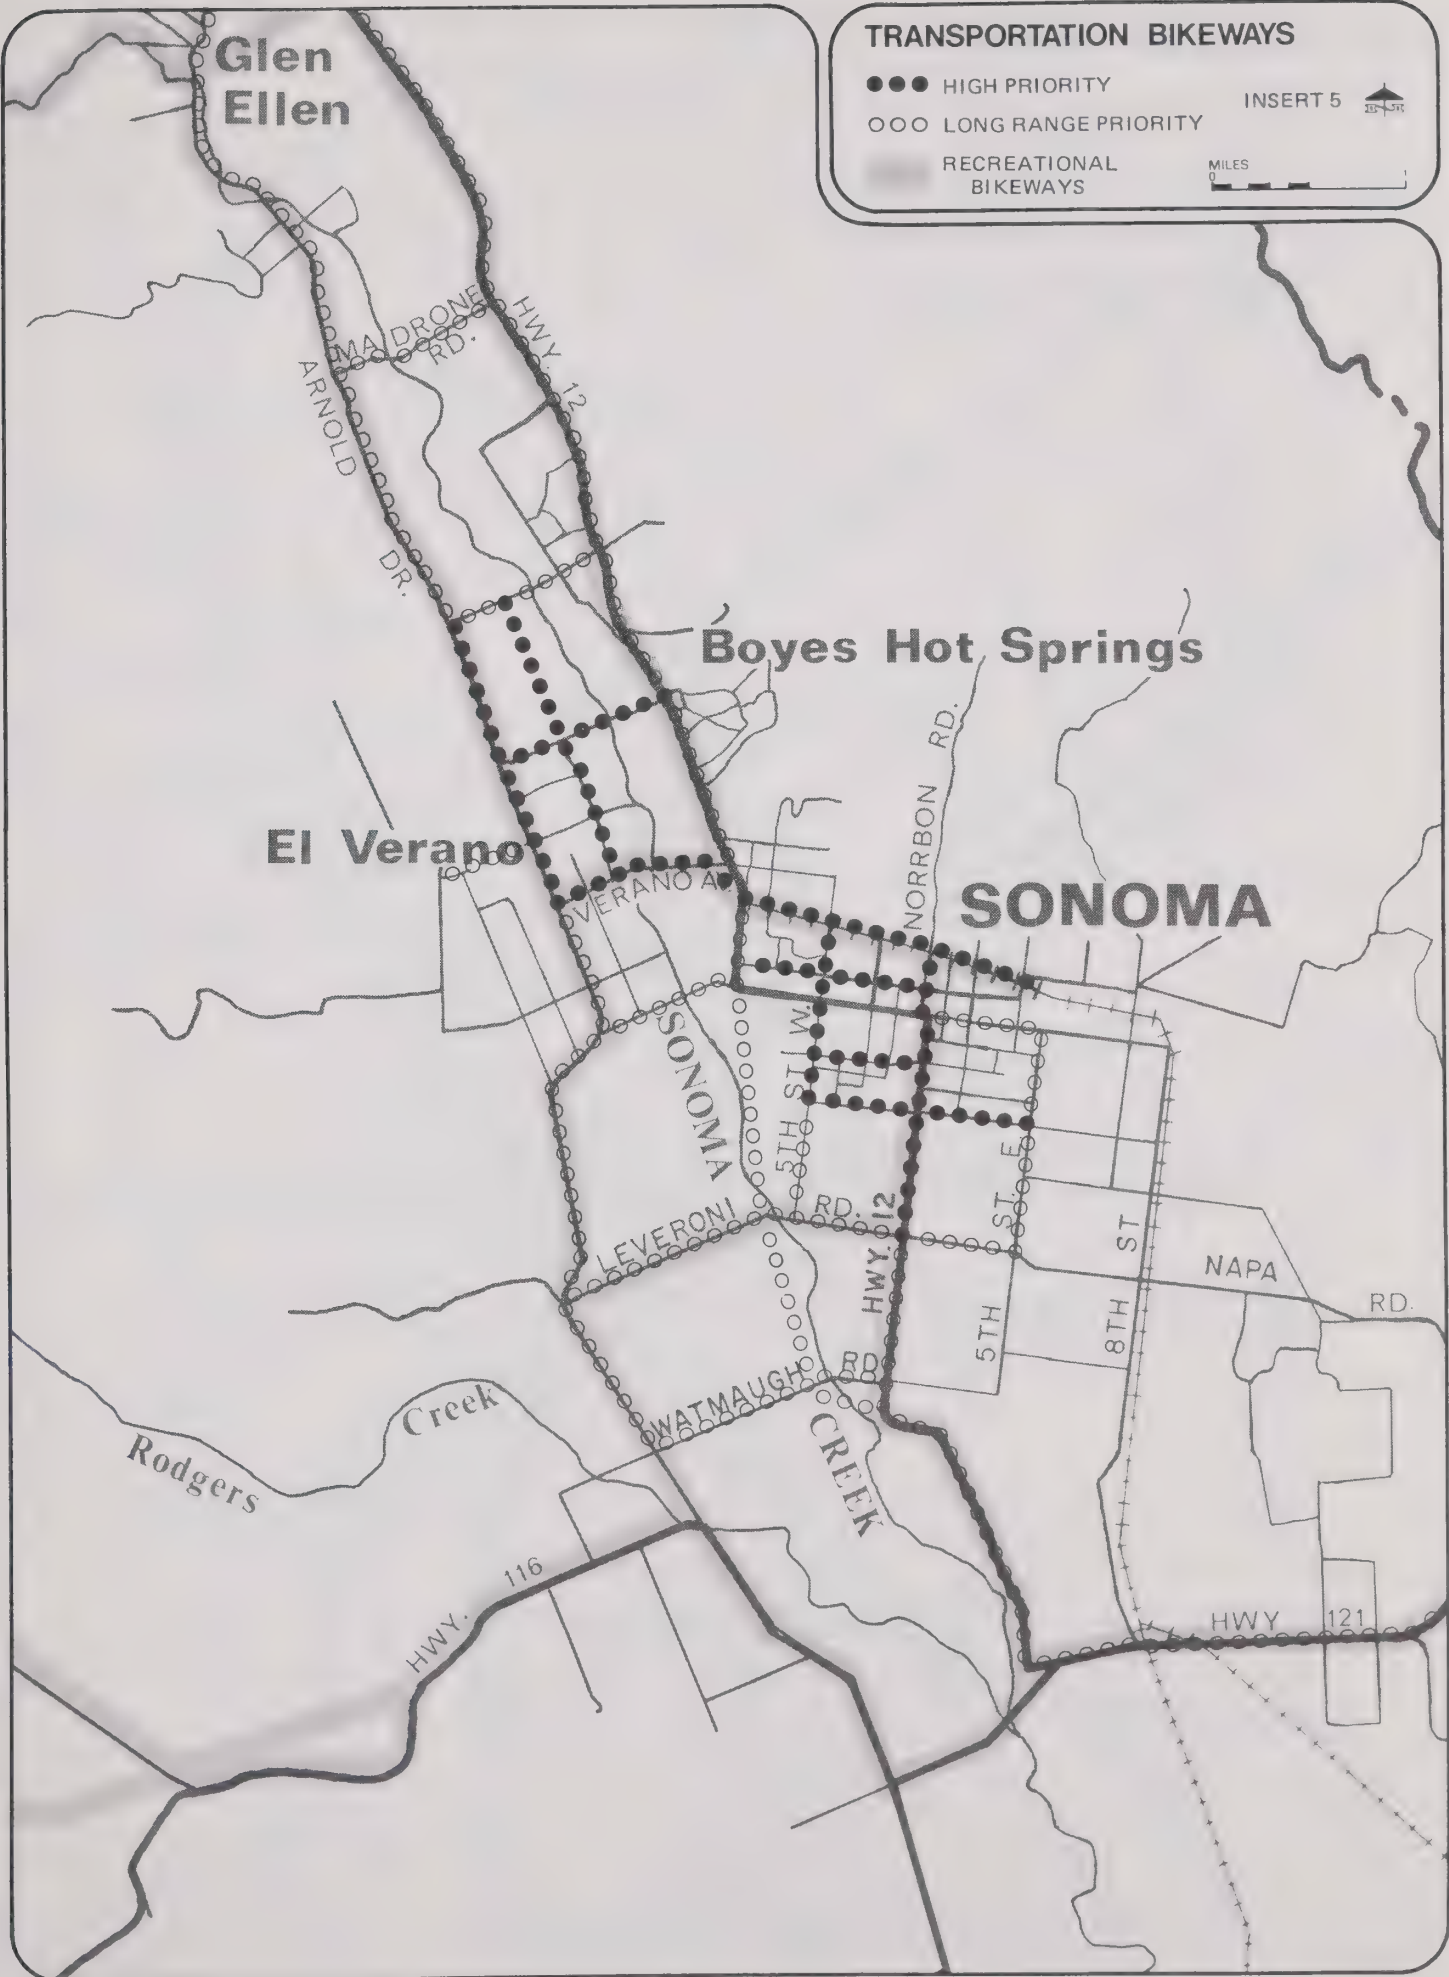 TRANSPORTATION BIKEWAYS
HIGH PRIORITY
INSERT 5
LONG RANGE PRIORITY
RECREATIONAL
BIKEWAYS
MILES
0
1
Glen
Ellen
MADRONE
RD.
HWY. 12
ARNOLD
DR.
Boyes Hot Springs
NORRBON RD.
El Verano
VERANO A
SONOMA
SONOMA
5TH ST. W.
LEVERONI
RD.
HWY. 12
5TH ST. E.
8TH ST
NAPA
RD.
WATMAUGH
RD
CREEK
Rodgers
Creek
HWY. 116
HWY 121